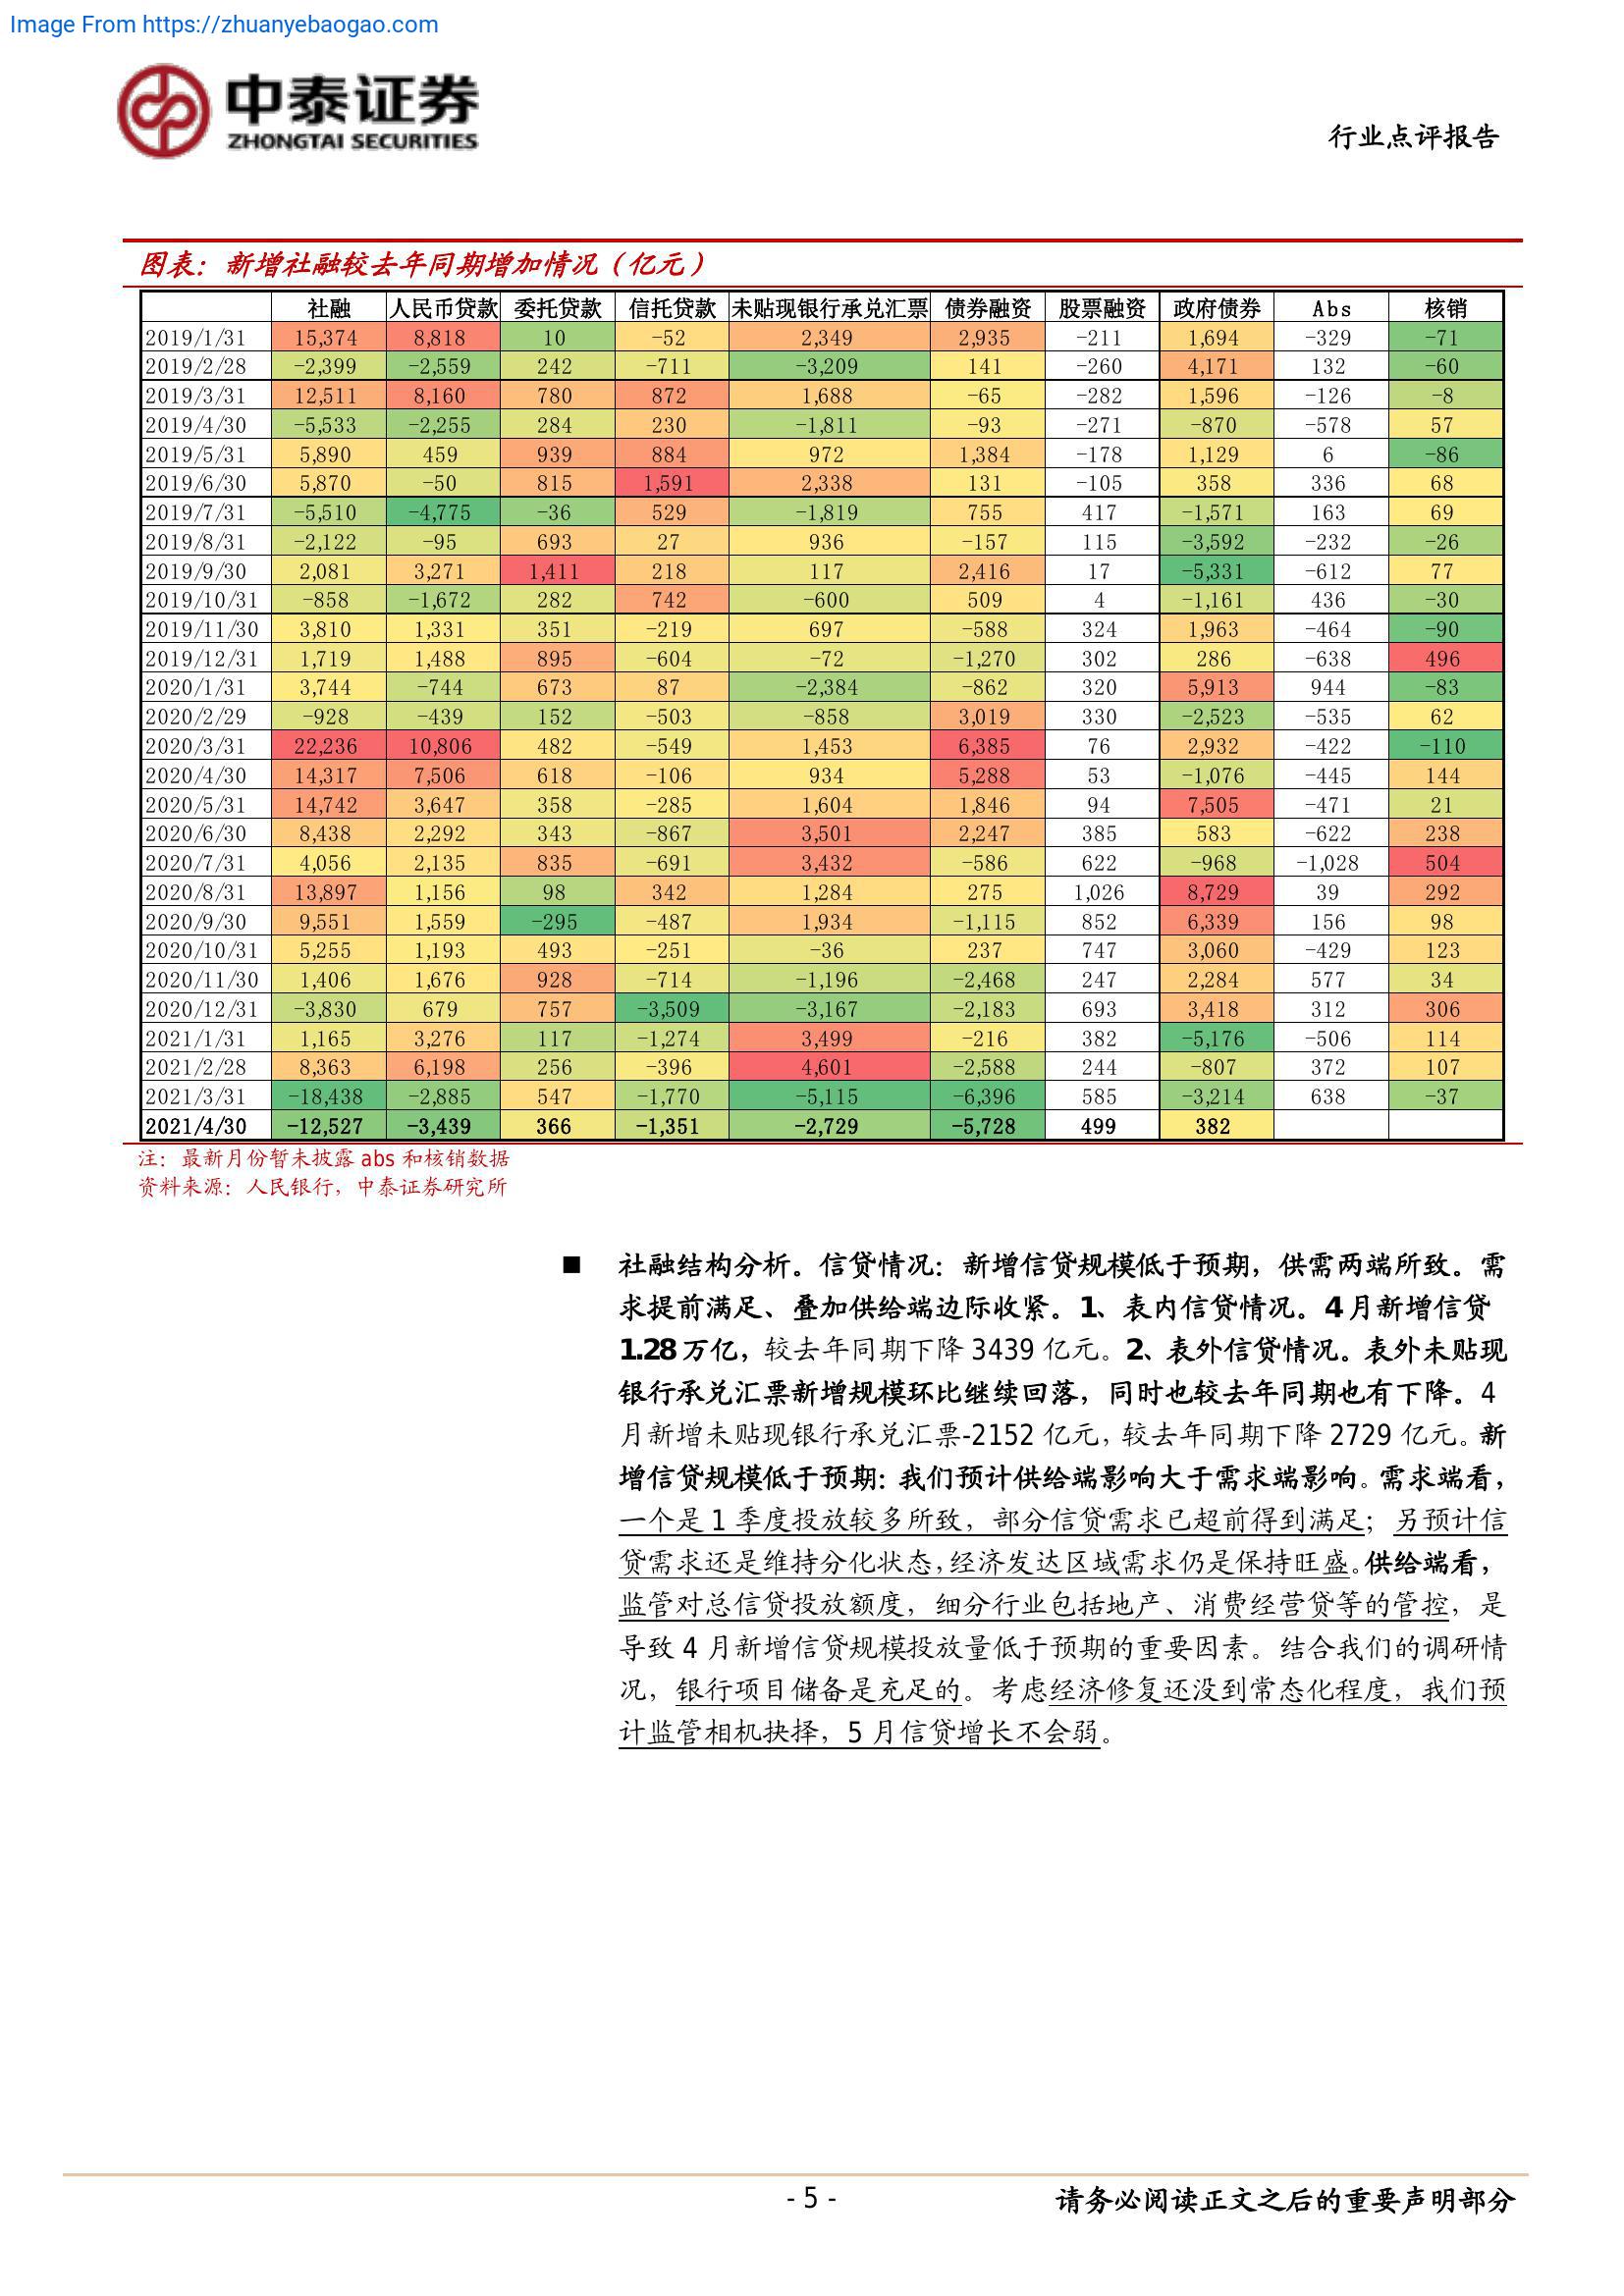 Image From https://zhuanyebaogao.com
中泰证券
ZHONGTAI SECURITIES
行业点评报告
图表：新增社融较去年同期增加情况（亿元）
社融 人民币贷款 委托贷款 信托贷款 未贴现银行承兑汇票 债券融资 股票融资 政府债券 Abs 核销
2019/1/31 15,374 8,818 10 -52 2,349 2,935 -211 1,694 -329 -71
2019/2/28 -2,399 -2,559 242 -711 -3,209 141 -260 4,171 132 -60
2019/3/31 12,511 8,160 780 872 1,688 -65 -282 1,596 -126 -8
2019/4/30 -5,533 -2,255 284 230 -1,811 -93 -271 -870 -578 57
2019/5/31 5,890 459 939 884 972 1,384 -178 1,129 6 -86
2019/6/30 5,870 -50 815 1,591 2,338 131 -105 358 336 68
2019/7/31 -5,510 -4,775 -36 529 -1,819 755 417 -1,571 163 69
2019/8/31 -2,122 -95 693 27 936 -157 115 -3,592 -232 -26
2019/9/30 2,081 3,271 1,411 218 117 2,416 17 -5,331 -612 77
2019/10/31 -858 -1,672 282 742 -600 509 4 -1,161 436 -30
2019/11/30 3,810 1,331 351 -219 697 -588 324 1,963 -464 -90
2019/12/31 1,719 1,488 895 -604 -72 -1,270 302 286 -638 496
2020/1/31 3,744 -744 673 87 -2,384 -862 320 5,913 944 -83
2020/2/29 -928 -439 152 -503 -858 3,019 330 -2,523 -535 62
2020/3/31 22,236 10,806 482 -549 1,453 6,385 76 2,932 -422 -110
2020/4/30 14,317 7,506 618 -106 934 5,288 53 -1,076 -445 144
2020/5/31 14,742 3,647 358 -285 1,604 1,846 94 7,505 -471 21
2020/6/30 8,438 2,292 343 -867 3,501 2,247 385 583 -622 238
2020/7/31 4,056 2,135 835 -691 3,432 -586 622 -968 -1,028 504
2020/8/31 13,897 1,156 98 342 1,284 275 1,026 8,729 39 292
2020/9/30 9,551 1,559 -295 -487 1,934 -1,115 852 6,339 156 98
2020/10/31 5,255 1,193 493 -251 -36 237 747 3,060 -429 123
2020/11/30 1,406 1,676 928 -714 -1,196 -2,468 247 2,284 577 34
2020/12/31 -3,830 679 757 -3,509 -3,167 -2,183 693 3,418 312 306
2021/1/31 1,165 3,276 117 -1,274 3,499 -216 382 -5,176 -506 114
2021/2/28 8,363 6,198 256 -396 4,601 -2,588 244 -807 372 107
2021/3/31 -18,438 -2,885 547 -1,770 -5,115 -6,396 585 -3,214 638 -37
2021/4/30 -12,527 -3,439 366 -1,351 -2,729 -5,728 499 382
注：最新月份暂未披露 abs 和核销数据
资料来源：人民银行，中泰证券研究所
■ 社融结构分析。信贷情况：新增信贷规模低于预期，供需两端所致。需
求提前满足、叠加供给端边际收紧。1、表内信贷情况。4 月新增信贷
1.28 万亿，较去年同期下降 3439 亿元。2、表外信贷情况。表外未贴现
银行承兑汇票新增规模环比继续回落，同时也较去年同期也有下降。4
月新增未贴现银行承兑汇票-2152 亿元，较去年同期下降 2729 亿元。新
增信贷规模低于预期：我们预计供给端影响大于需求端影响。需求端看，
一个是 1 季度投放较多所致，部分信贷需求已超前得到满足；另预计信
贷需求还是维持分化状态，经济发达区域需求仍是保持旺盛。供给端看，
监管对总信贷投放额度，细分行业包括地产、消费经营贷等的管控，是
导致 4 月新增信贷规模投放量低于预期的重要因素。结合我们的调研情
况，银行项目储备是充足的。考虑经济修复还没到常态化程度，我们预
计监管相机抉择，5 月信贷增长不会弱。
- 5 -
请务必阅读正文之后的重要声明部分